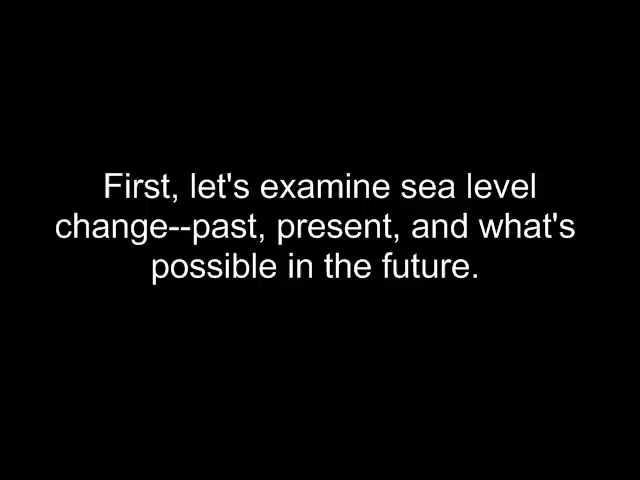 First, let's examine sea level
change--past, present, and what's
possible in the future.